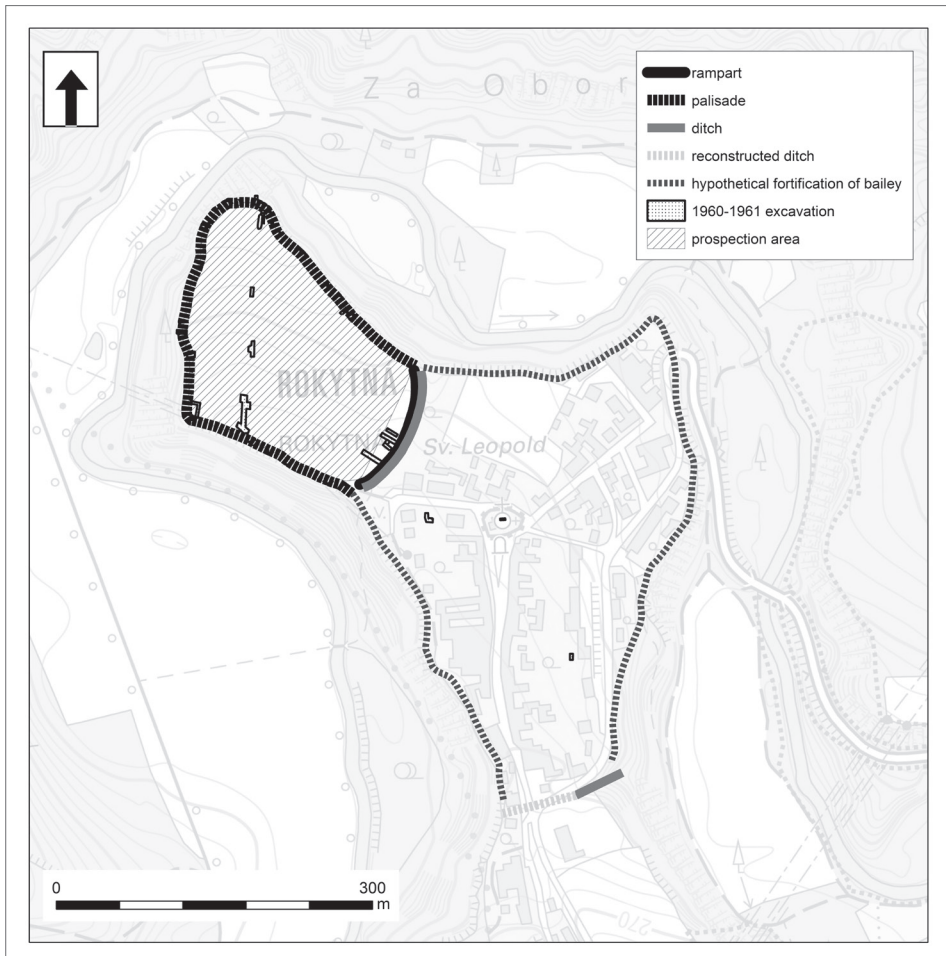 Za Obor
rampart
palisade
ditch
reconstructed ditch
hypothetical fortification of bailey
1960-1961 excavation
prospection area
ROKYTNÁ
ROKYTNÁ
Sv. Leopold
0 300
m
270